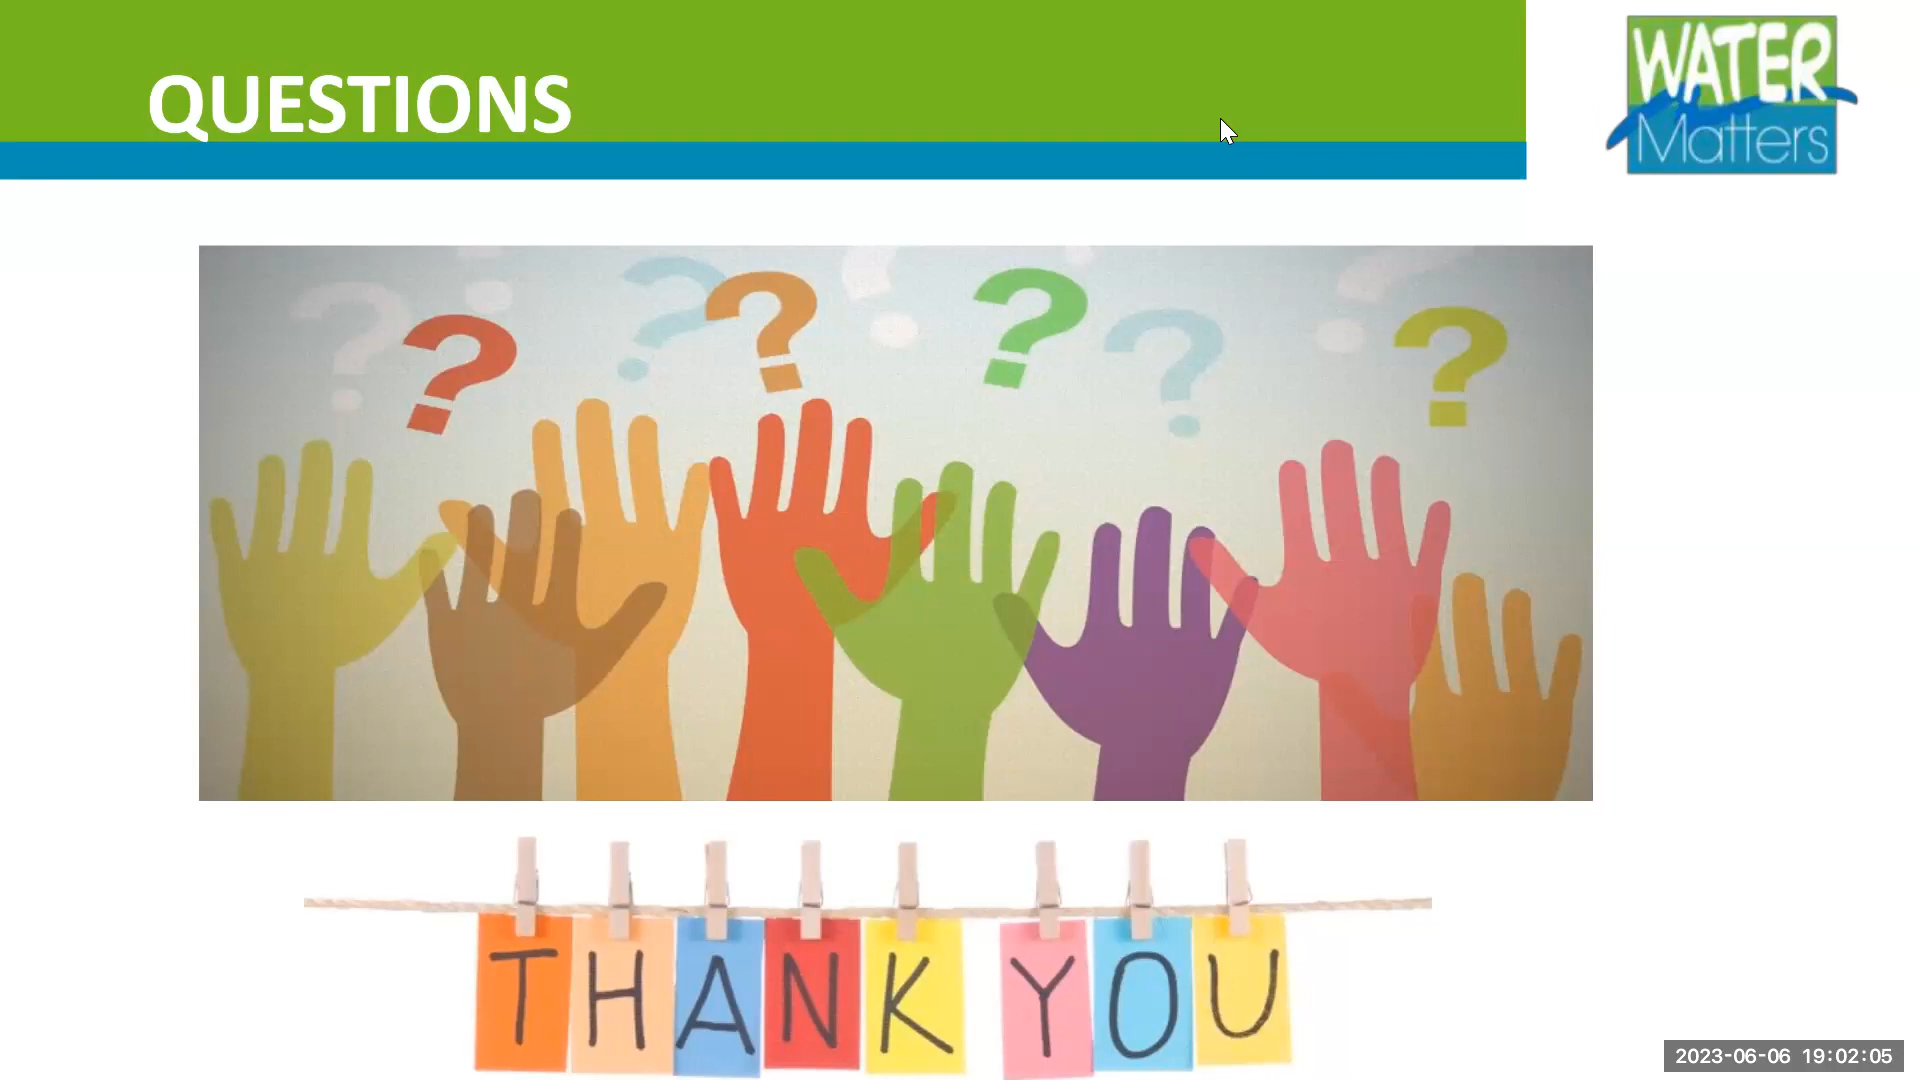 QUESTIONS
WATER
Matters
? ? ? ? ? ? ?
THANK YOU
2023-06-06 19:02:05